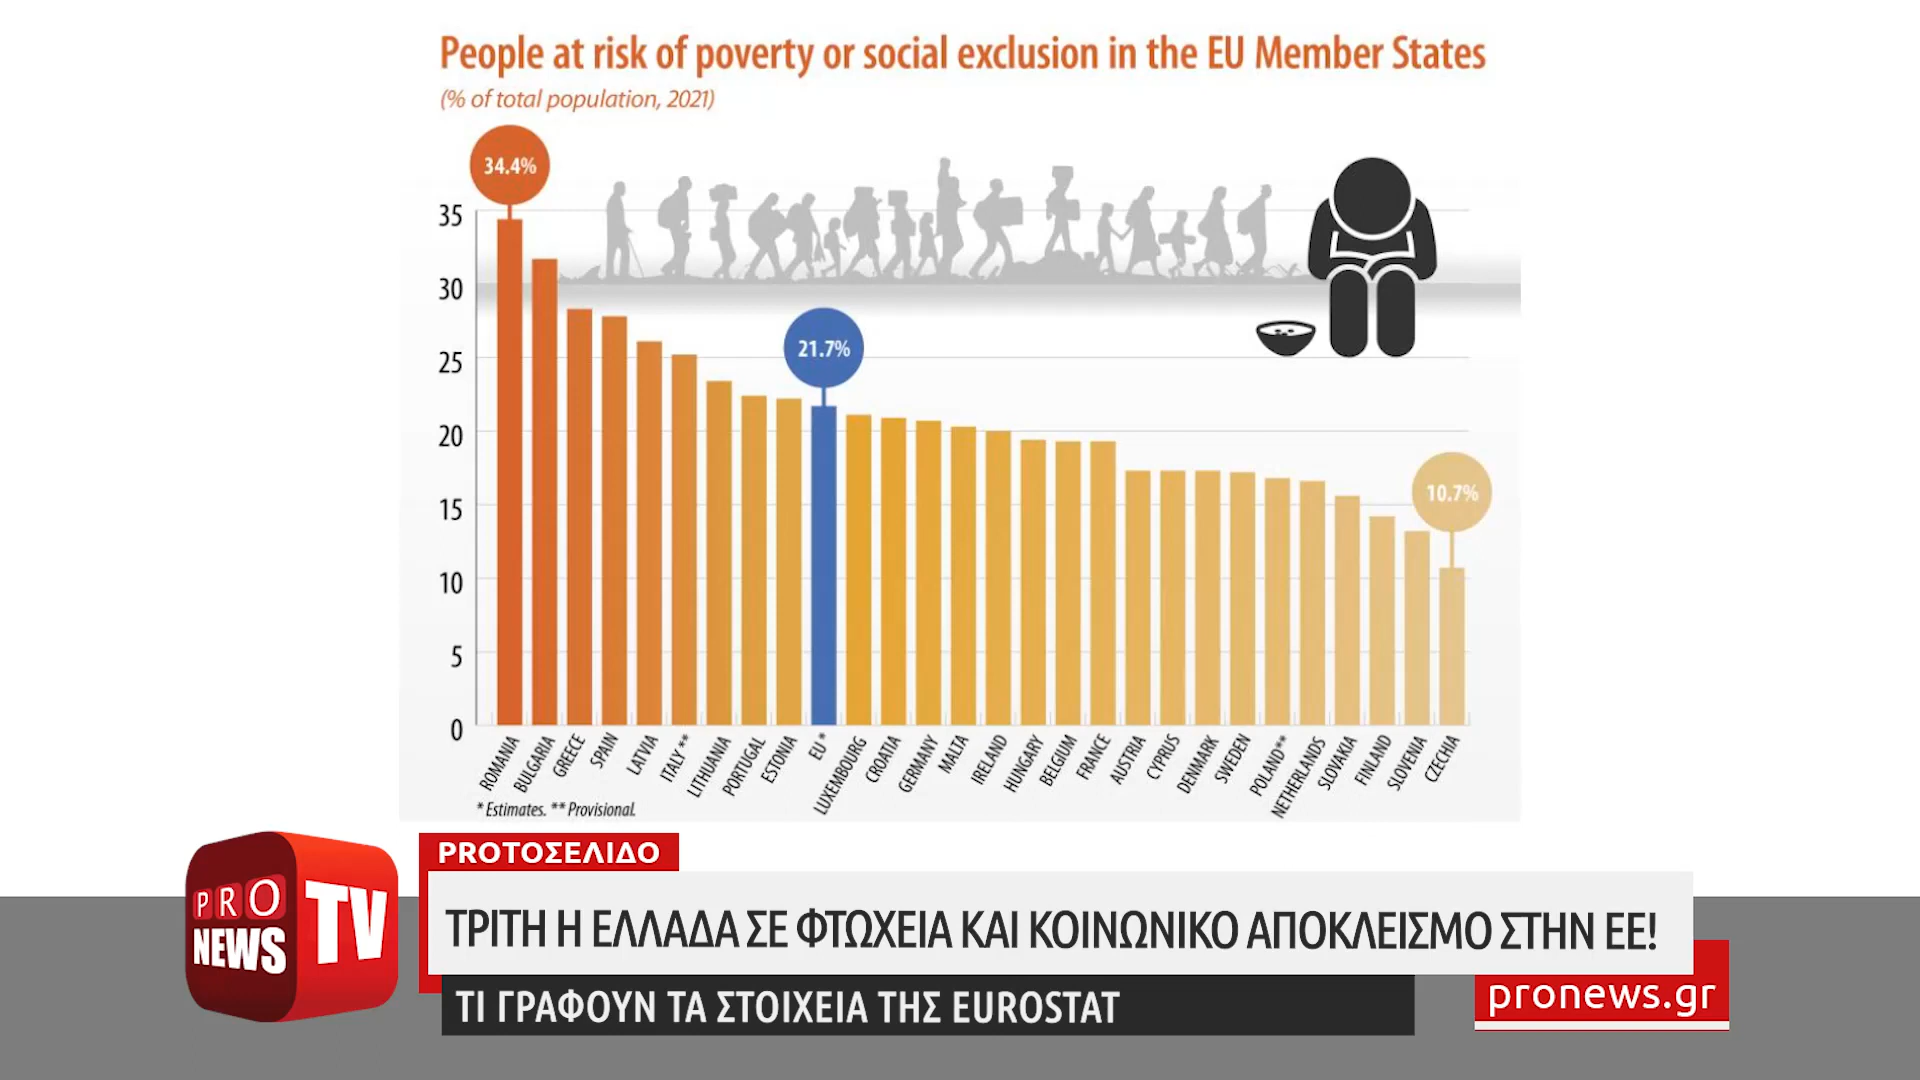 People at risk of poverty or social exclusion in the EU Member States
(% of total population, 2021)
34.4%
21.7%
10.7%
35
30
25
20
15
10
5
0
ROMANIA
BULGARIA
GREECE
SPAIN
LATVIA
ITALY **
LITHUANIA
PORTUGAL
ESTONIA
EU *
LUXEMBOURG
CROATIA
GERMANY
MALTA
IRELAND
HUNGARY
BELGIUM
FRANCE
AUSTRIA
CYPRUS
DENMARK
SWEDEN
POLAND**
NETHERLANDS
SLOVAKIA
FINLAND
SLOVENIA
CZECHIA
* Estimates. ** Provisional.
PROΤΟΣΕΛΙΔΟ
PRO
NEWS
TV
ΤΡΙΤΗ Η ΕΛΛΑΔΑ ΣΕ ΦΤΩΧΕΙΑ ΚΑΙ ΚΟΙΝΩΝΙΚΟ ΑΠΟΚΛΕΙΣΜΟ ΣΤΗΝ ΕΕ!
ΤΙ ΓΡΑΦΟΥΝ ΤΑ ΣΤΟΙΧΕΙΑ ΤΗΣ EUROSTAT
pronews.gr